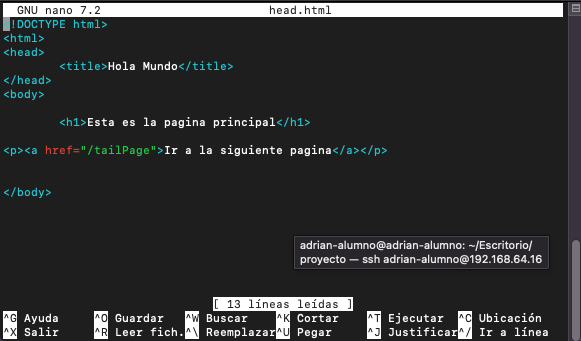 GNU nano 7.2 head.html
<!DOCTYPE html>
<html>
<head>
<title>Hola Mundo</title>
</head>
<body>
<h1>Esta es la pagina principal</h1>
<p><a href="/tailPage">Ir a la siguiente pagina</a></p>
</body>
adrian-alumno@adrian-alumno: ~/Escritorio/
proyecto — ssh adrian-alumno@192.168.64.16
[ 13 líneas leídas ]
^G Ayuda ^O Guardar ^W Buscar ^K Cortar ^T Ejecutar ^C Ubicación
^X Salir ^R Leer fich.^\ Reemplazar^U Pegar ^J Justificar^/ Ir a línea